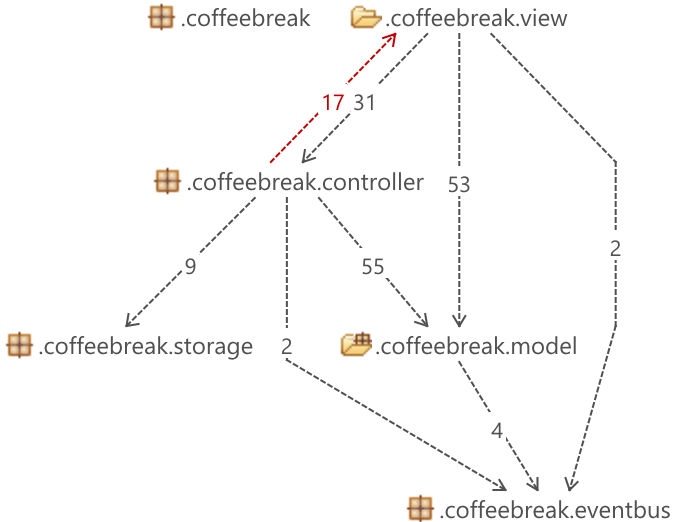 .coffeebreak .coffeebreak.view
17 31
.coffeebreak.controller 53
2
9 55
.coffeebreak.storage 2 .coffeebreak.model
4
.coffeebreak.eventbus